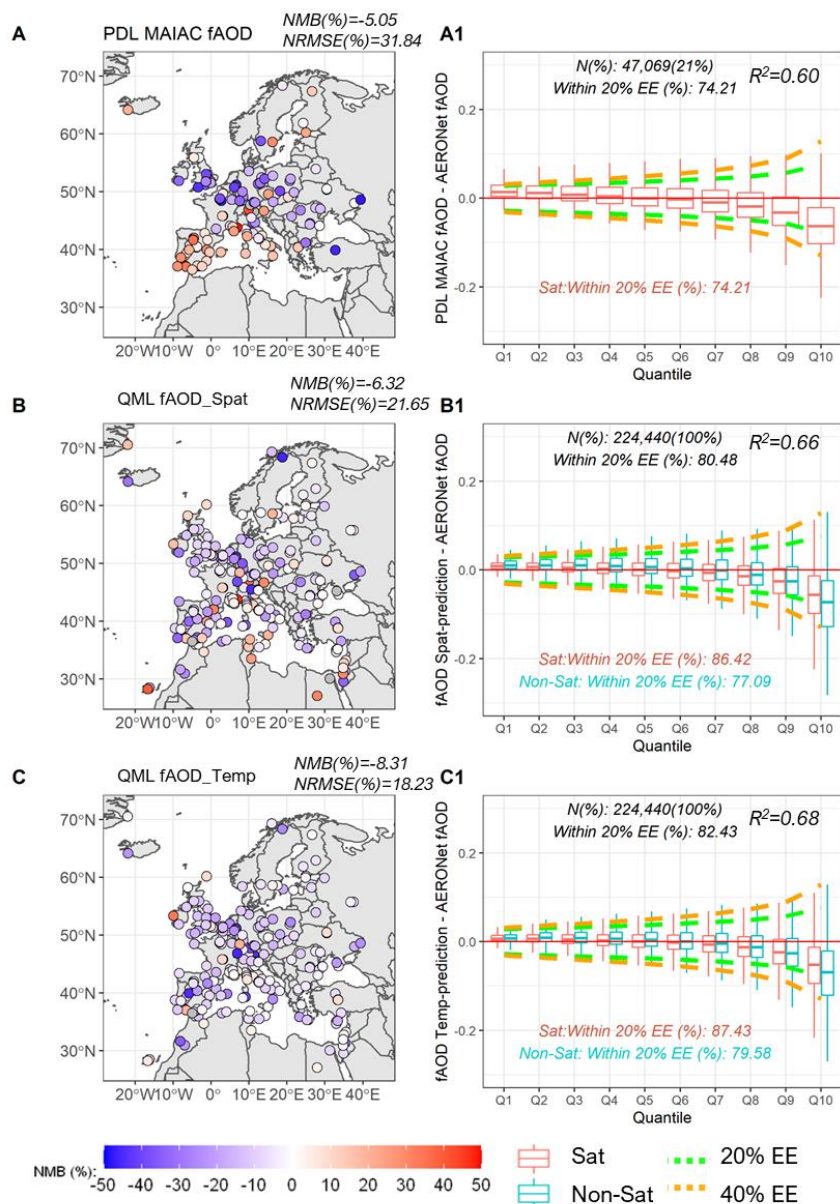 A
PDL MAIAC fAOD
NMB(%)=-5.05
NRMSE(%)=31.84
70°N
60°N
50°N
40°N
30°N
20°W10°W 0° 10°E 20°E 30°E 40°E
A1
N(%): 47,069(21%)
Within 20% EE (%): 74.21
R²=0.60
PDL MAIAC fAOD - AERONet fAOD
0.2
0.0
-0.2
Sat:Within 20% EE (%): 74.21
Q1 Q2 Q3 Q4 Q5 Q6 Q7 Q8 Q9 Q10
Quantile
B
QML fAOD_Spat
NMB(%)=-6.32
NRMSE(%)=21.65
70°N
60°N
50°N
40°N
30°N
20°W10°W 0° 10°E 20°E 30°E 40°E
B1
N(%): 224,440(100%)
Within 20% EE (%): 80.48
R²=0.66
fAOD Spat-prediction - AERONet fAOD
0.2
0.0
-0.2
Sat:Within 20% EE (%): 86.42
Non-Sat: Within 20% EE (%): 77.09
Q1 Q2 Q3 Q4 Q5 Q6 Q7 Q8 Q9 Q10
Quantile
C
QML fAOD_Temp
NMB(%)=-8.31
NRMSE(%)=18.23
70°N
60°N
50°N
40°N
30°N
20°W10°W 0° 10°E 20°E 30°E 40°E
C1
N(%): 224,440(100%)
Within 20% EE (%): 82.43
R²=0.68
fAOD Temp-prediction - AERONet fAOD
0.2
0.0
-0.2
Sat:Within 20% EE (%): 87.43
Non-Sat: Within 20% EE (%): 79.58
Q1 Q2 Q3 Q4 Q5 Q6 Q7 Q8 Q9 Q10
Quantile
NMB (%):
-50 -40 -30 -20 -10 0 10 20 30 40 50
Sat
20% EE
Non-Sat
40% EE